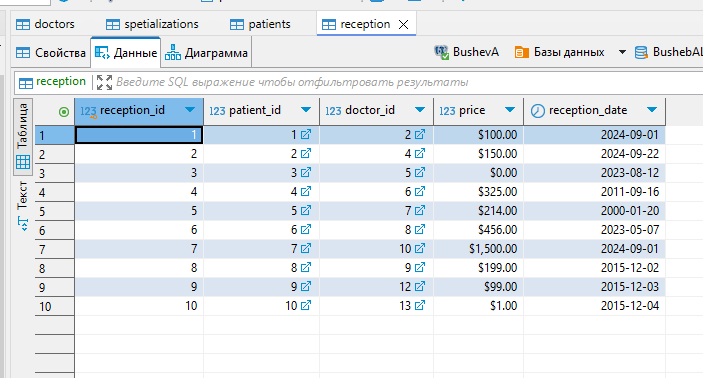 doctors spetializations patients reception
Свойства Данные Диаграмма BushevA Базы данных BushebAL
reception Введите SQL выражение чтобы отфильтровать результаты
Таблица
Текст
123 reception_id 123 patient_id 123 doctor_id 123 price reception_date
1 1 1 2 $100.00 2024-09-01
2 2 2 4 $150.00 2024-09-22
3 3 3 5 $0.00 2023-08-12
4 4 4 6 $325.00 2011-09-16
5 5 5 7 $214.00 2000-01-20
6 6 6 8 $456.00 2023-05-07
7 7 7 10 $1,500.00 2024-09-01
8 8 8 9 $199.00 2015-12-02
9 9 9 12 $99.00 2015-12-03
10 10 10 13 $1.00 2015-12-04